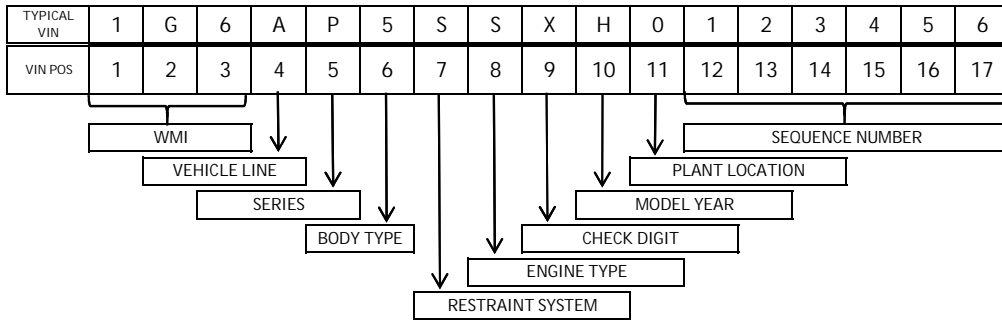 TYPICAL VIN 1 G 6 A P 5 S S X H 0 1 2 3 4 5 6
VIN POS 1 2 3 4 5 6 7 8 9 10 11 12 13 14 15 16 17
WMI SEQUENCE NUMBER
VEHICLE LINE PLANT LOCATION
SERIES MODEL YEAR
BODY TYPE CHECK DIGIT
ENGINE TYPE
RESTRAINT SYSTEM